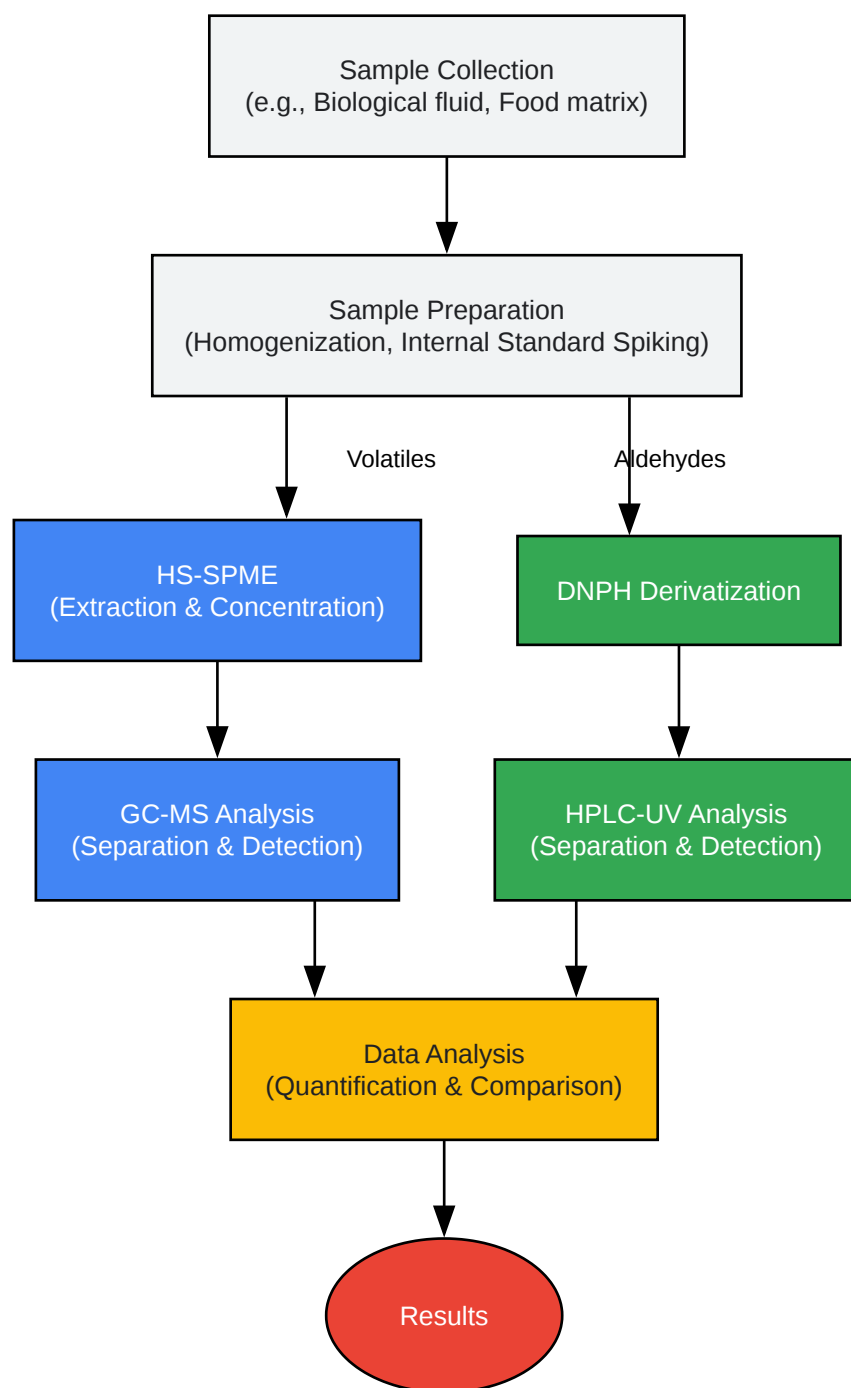 Sample Collection
(e.g., Biological fluid, Food matrix)
Sample Preparation
(Homogenization, Internal Standard Spiking)
Volatiles
Aldehydes
HS-SPME
(Extraction & Concentration)
DNPH Derivatization
GC-MS Analysis
(Separation & Detection)
HPLC-UV Analysis
(Separation & Detection)
Data Analysis
(Quantification & Comparison)
Results